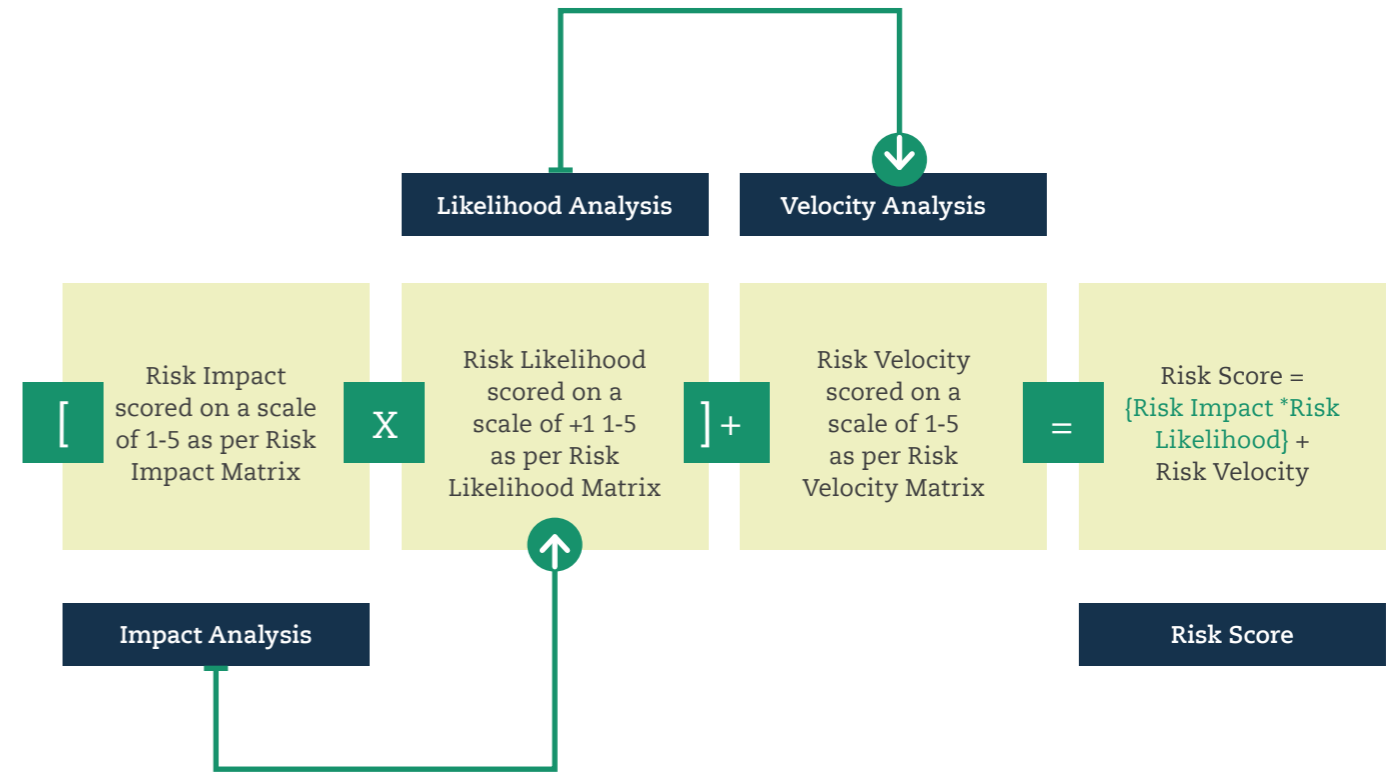 Likelihood Analysis
Velocity Analysis
[
Risk Impact
scored on a scale
of 1-5 as per Risk
Impact Matrix
X
Risk Likelihood
scored on a
scale of +1 1-5
as per Risk
Likelihood Matrix
]+
Risk Velocity
scored on a
scale of 1-5
as per Risk
Velocity Matrix
=
Risk Score =
{Risk Impact *Risk
Likelihood} +
Risk Velocity
Impact Analysis
Risk Score